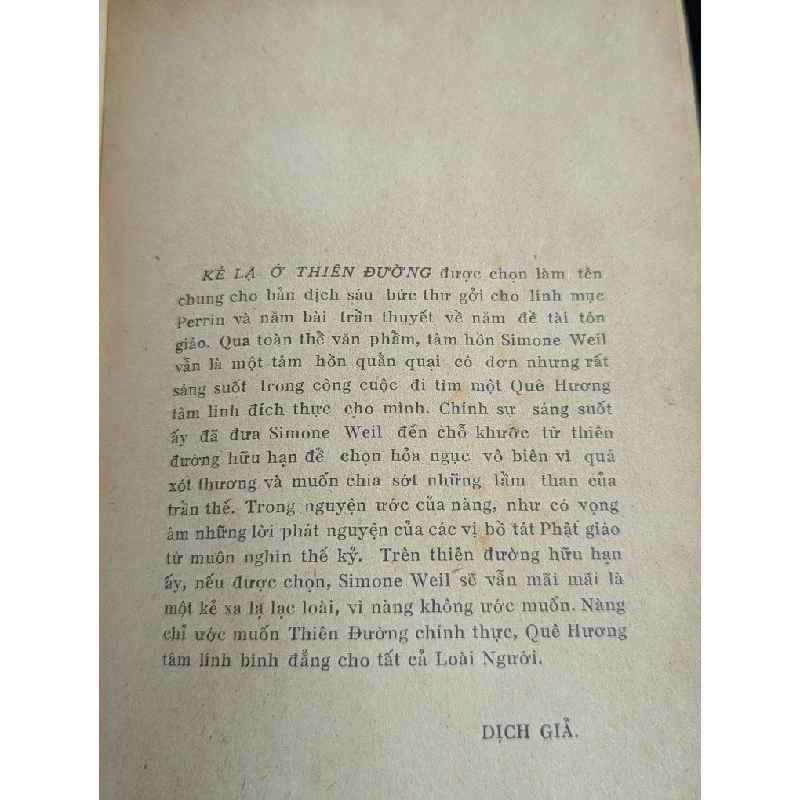 KẺ LẠ Ở THIÊN ĐƯỜNG được chọn làm tên
chung cho bản dịch sáu bức thư gởi cho linh mục
Perrin và năm bài trần thuyết về năm đề tài tôn
giáo. Qua toàn thể văn phẩm, tâm hồn Simone Weil
vẫn là một tâm hồn quằn quại cô đơn nhưng rất
sáng suốt trong công cuộc đi tìm một Quê Hương
tâm linh đích thực cho mình. Chính sự sáng suốt
ấy đã đưa Simone Weil đến chỗ khước từ thiên
đường hữu hạn để chọn hỏa ngục vô biên vì quá
xót thương và muốn chia sớt những lầm than của
trần thế. Trong nguyện ước của nàng, như có vọng
âm những lời phát nguyện của các vị bồ tát Phật giáo
từ muôn nghìn thế kỷ. Trên thiên đường hữu hạn
ấy, nếu được chọn, Simone Weil sẽ vẫn mãi mãi là
một kẻ xa lạ lạc loài, vì nàng không ước muốn. Nàng
chỉ ước muốn Thiên Đường chính thực, Quê Hương
tâm linh bình đẳng cho tất cả Loài Người.
DỊCH GIẢ.